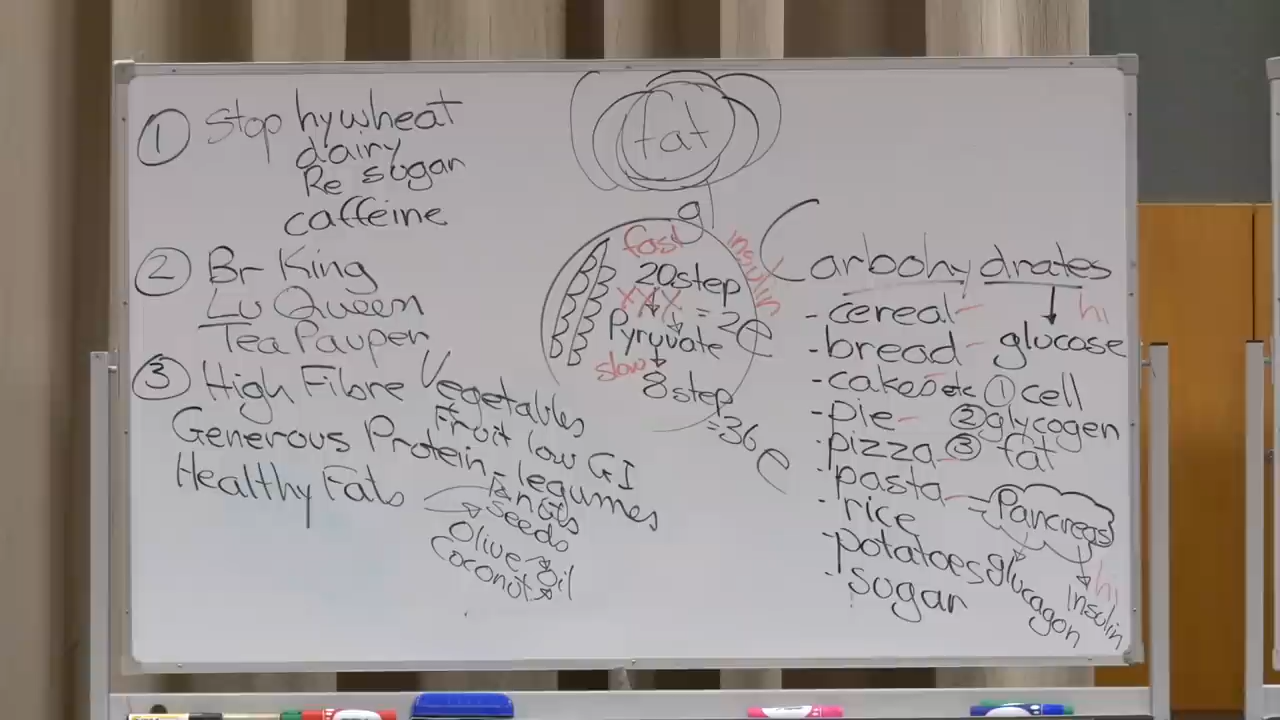 ① Stop hywheat
dairy
Re sugar
caffeine
② Br King
Lu Queen
Tea Pauper
③ High Fibre Vegetables
Fruit low GI
Generous Protein - legumes
Healthy Fats
nuts
seeds
Olive oil
Coconut
fat
g
fast
insulin
20 step
XXX
= 2e
Pyruvate
slow
8 step
= 36e
Carbohydrates
hi
glucose
- cereal -
- bread -
- cakes etc
- pie -
- pizza -
- pasta -
- rice
- potatoes
- sugar
① cell
② glycogen
③ fat
Pancreas
glucagon
hi
insulin